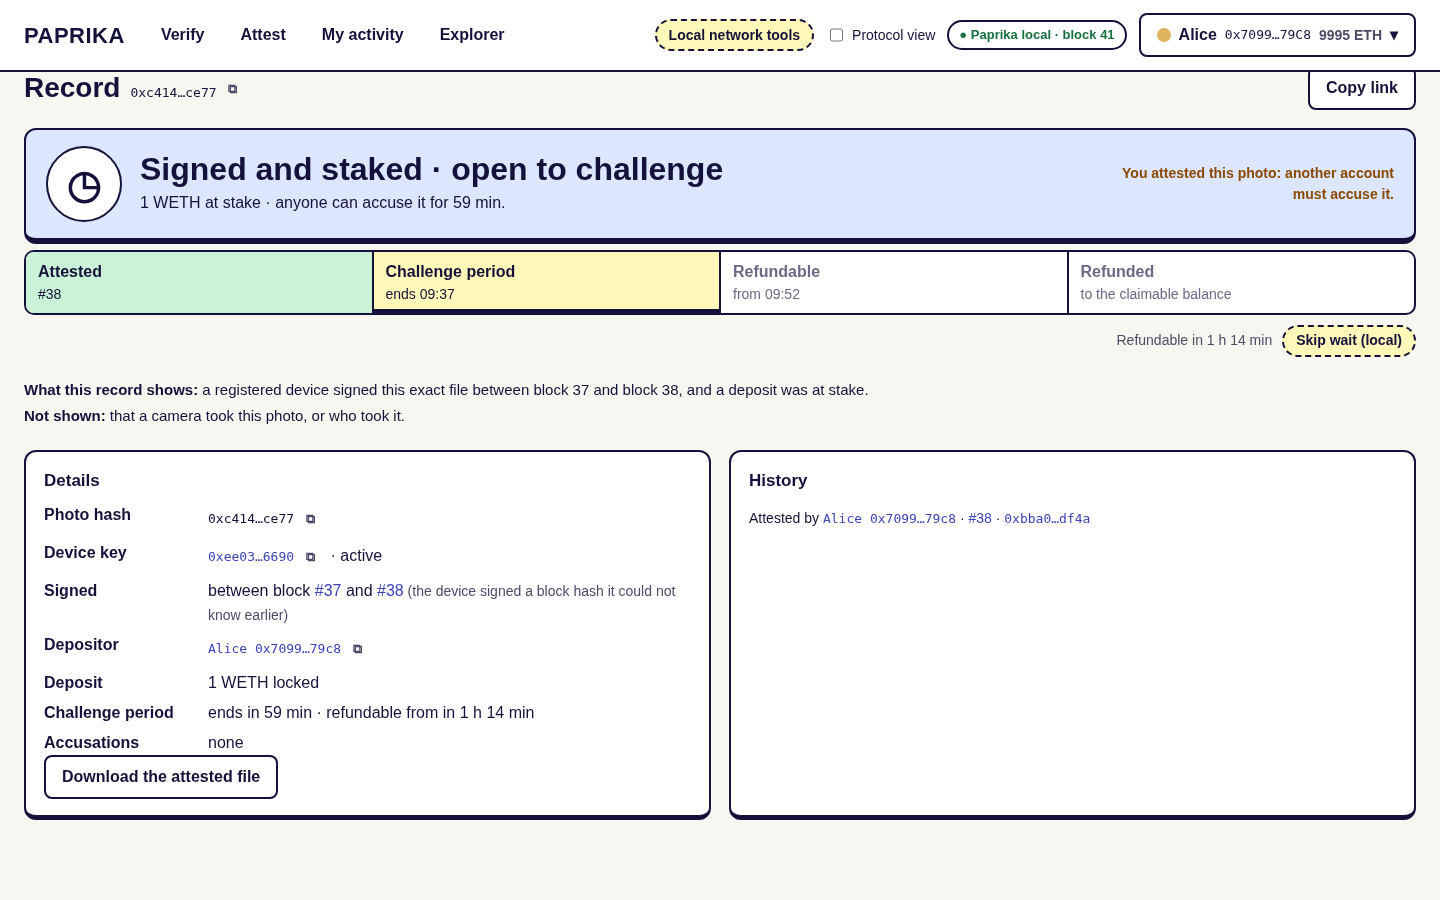 PAPRIKA Verify Attest My activity Explorer Local network tools Protocol view ● Paprika local · block 41 Alice 0x7099…79C8 9995 ETH ▼
Record 0xc414…ce77 ⧉ Copy link
Signed and staked · open to challenge
1 WETH at stake · anyone can accuse it for 59 min.
You attested this photo: another account
must accuse it.
Attested
#38
Challenge period
ends 09:37
Refundable
from 09:52
Refunded
to the claimable balance
Refundable in 1 h 14 min Skip wait (local)
What this record shows: a registered device signed this exact file between block 37 and block 38, and a deposit was at stake.
Not shown: that a camera took this photo, or who took it.
Details
Photo hash 0xc414…ce77 ⧉
Device key 0xee03…6690 ⧉ · active
Signed between block #37 and #38 (the device signed a block hash it could not
know earlier)
Depositor Alice 0x7099…79c8 ⧉
Deposit 1 WETH locked
Challenge period ends in 59 min · refundable from in 1 h 14 min
Accusations none
Download the attested file
History
Attested by Alice 0x7099…79c8 · #38 · 0xbba0…df4a